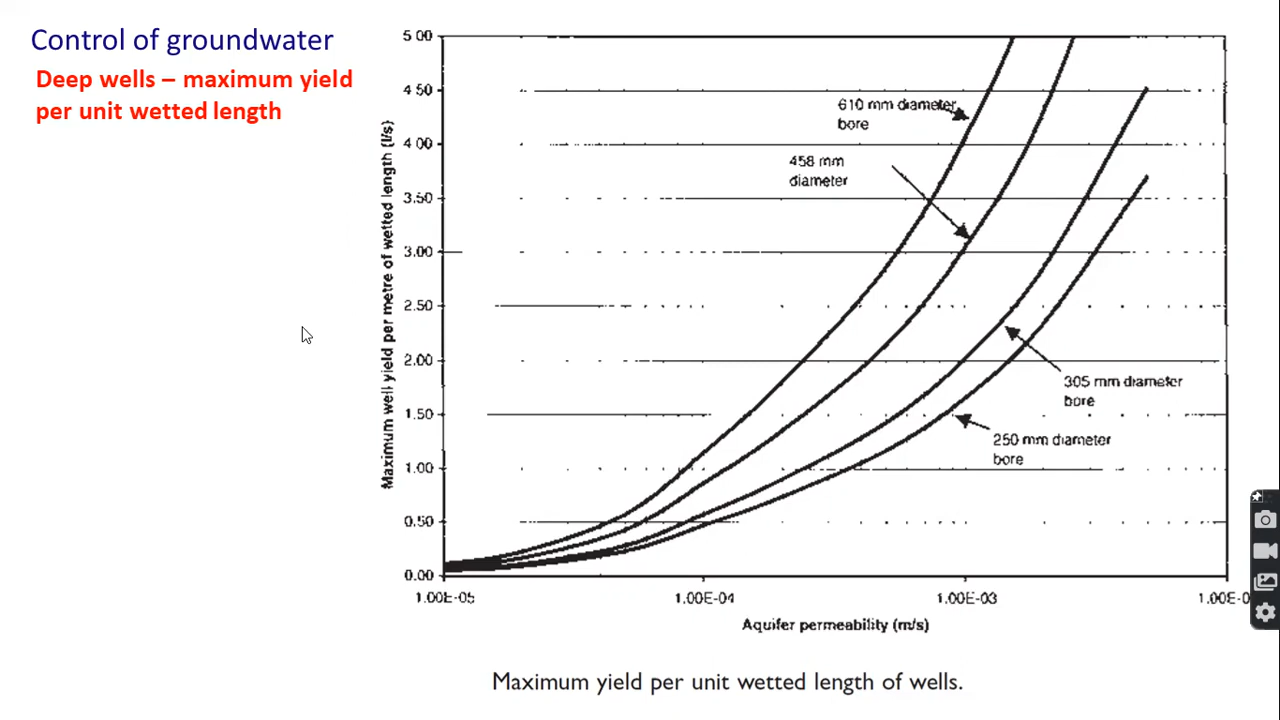 Control of groundwater
Deep wells – maximum yield
per unit wetted length
Maximum well yield per metre of wetted length (l/s)
5 00
4 50
4 00
3.50
3.00
2.50
2.00
1.50
1.00
0.50
0.00
610 mm diameter
bore
458 mm
diameter
305 mm diameter
bore
250 mm diameter
bore
1.00E-05
1.00E-04
1.00E-03
1.00E-0
Aquifer permeability (m/s)
Maximum yield per unit wetted length of wells.